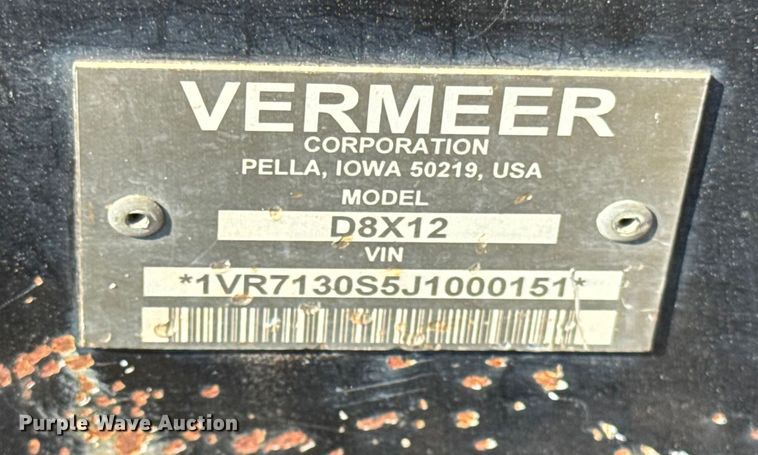 VERMEER
CORPORATION
PELLA, IOWA 50219, USA
MODEL
D8X12
VIN
*1VR7130S5J1000151*
Purple Wave Auction